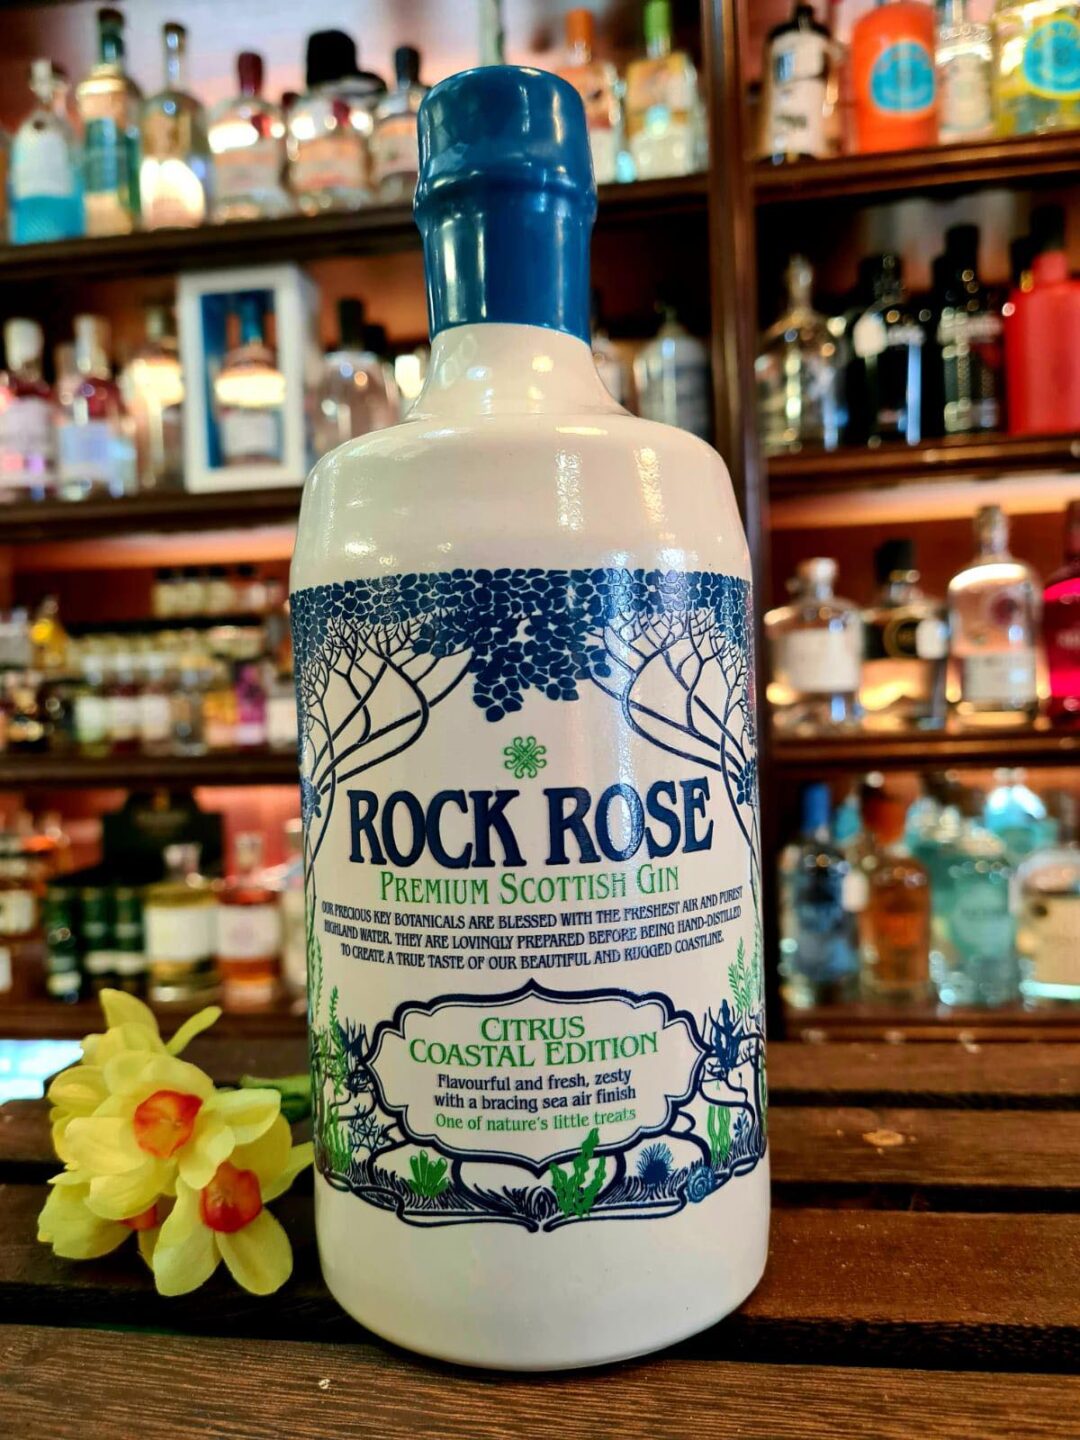 ROCK ROSE
PREMIUM SCOTTISH GIN
OUR PRECIOUS KEY BOTANICALS ARE BLESSED WITH THE FRESHEST AIR AND PUREST
HIGHLAND WATER. THEY ARE LOVINGLY PREPARED BEFORE BEING HAND-DISTILLED
TO CREATE A TRUE TASTE OF OUR BEAUTIFUL AND RUGGED COASTLINE.
CITRUS
COASTAL EDITION
Flavourful and fresh, zesty
with a bracing sea air finish
One of nature's little treats